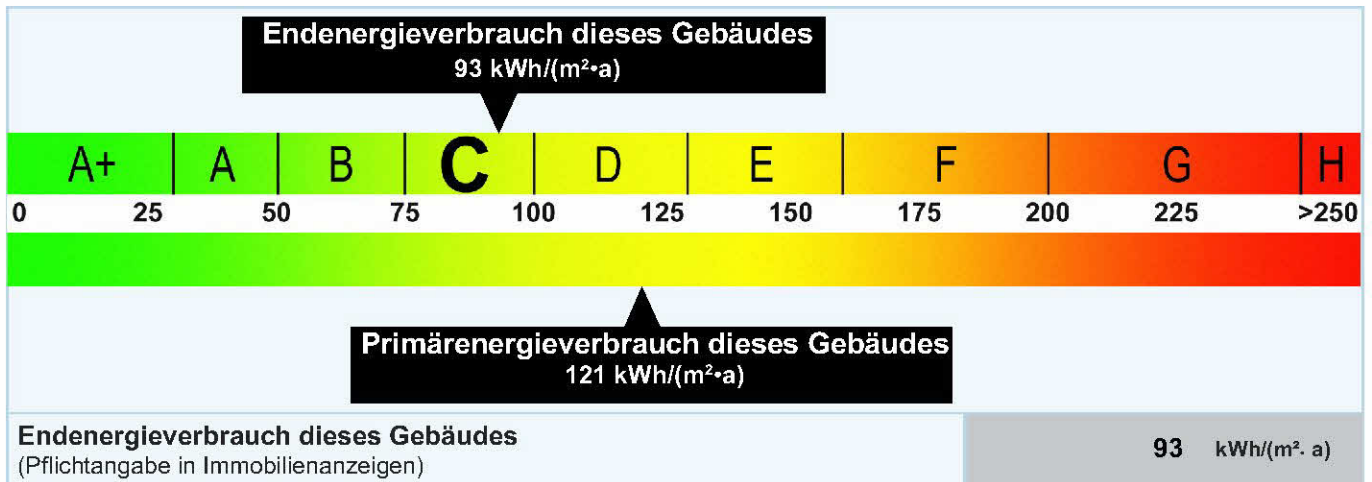 Endenergieverbrauch dieses Gebäudes
93 kWh/(m²•a)
A+ A B C D E F G H
0 25 50 75 100 125 150 175 200 225 >250
Primärenergieverbrauch dieses Gebäudes
121 kWh/(m²•a)
Endenergieverbrauch dieses Gebäudes
(Pflichtangabe in Immobilienanzeigen)
93 kWh/(m². a)